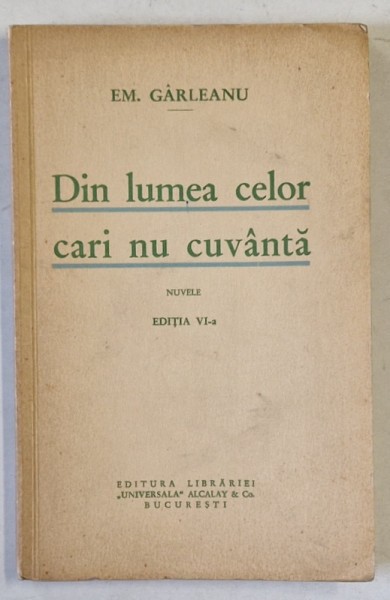 EM. GÂRLEANU
Din lumea celor
cari nu cuvântă
NUVELE
EDIȚIA VI-a
EDITURA LIBRĂRIEI
„UNIVERSALA“ ALCALAY & Co.
BUCUREȘTI